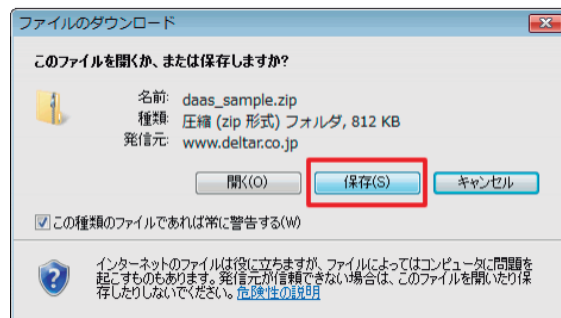 ファイルのダウンロード
このファイルを開くか、または保存しますか?
名前: daas_sample.zip
種類: 圧縮 (zip 形式) フォルダ, 812 KB
発信元: www.deltar.co.jp
開く(O) 保存(S) キャンセル
この種類のファイルであれば常に警告する(W)
インターネットのファイルは役に立ちますが、ファイルによってはコンピュータに問題を
起こすものもあります。発信元が信頼できない場合は、このファイルを開いたり保
存したりしないでください。危険性の説明